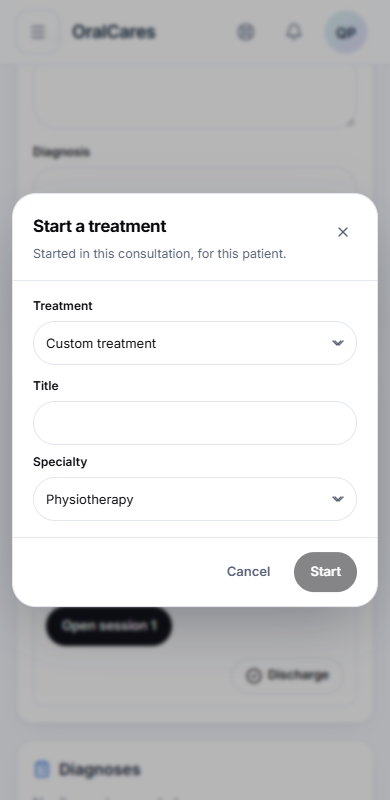 OralCares
QP
Diagnosis
Start a treatment
Started in this consultation, for this patient.
Treatment
Custom treatment
Title
Specialty
Physiotherapy
Cancel
Start
Open session 1
Discharge
Diagnoses